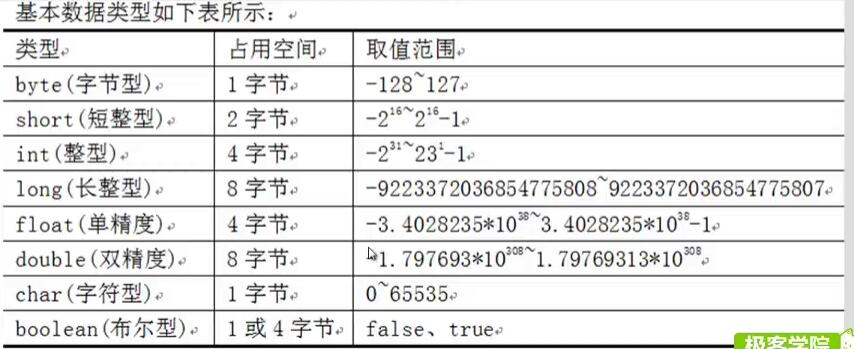 基本数据类型如下表所示：
类型 占用空间 取值范围
byte(字节型) 1 字节 -128~127
short(短整型) 2 字节 -2^16~2^16-1
int(整型) 4 字节 -2^31~23^1-1
long(长整型) 8 字节 -9223372036854775808~9223372036854775807
float(单精度) 4 字节 -3.4028235*10^38~3.4028235*10^38-1
double(双精度) 8 字节 -1.797693*10^308~1.79769313*10^308
char(字符型) 1 字节 0~65535
boolean(布尔型) 1 或 4 字节 false、true
极客学院